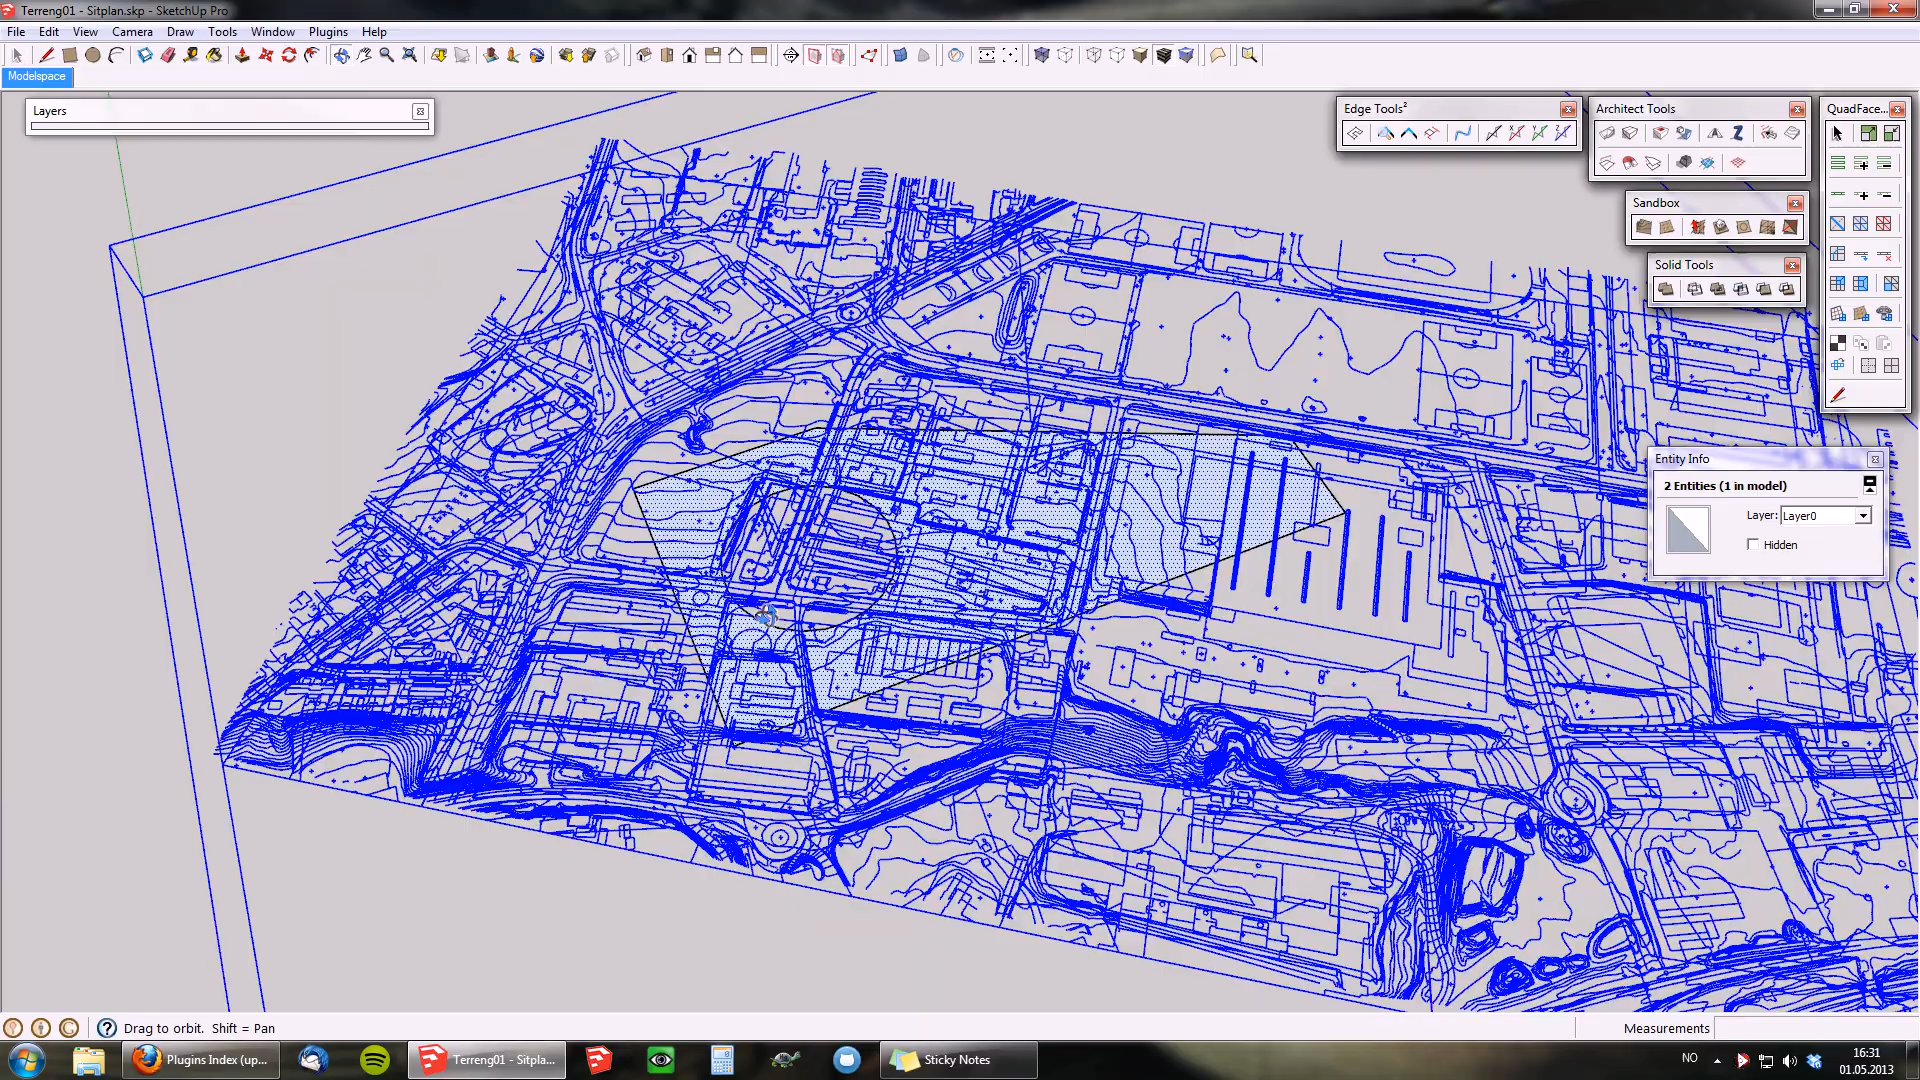 Terreng01 - Sitplan.skp - SketchUp Pro
File Edit View Camera Draw Tools Window Plugins Help
Modelspace
Layers
Edge Tools²
Architect Tools
QuadFace...
Sandbox
Solid Tools
Entity Info
2 Entities (1 in model)
Layer: Layer0
Hidden
Drag to orbit. Shift = Pan
Measurements
Plugins Index (up...
Terreng01 - Sitpla...
Sticky Notes
NO
16:31
01.05.2013